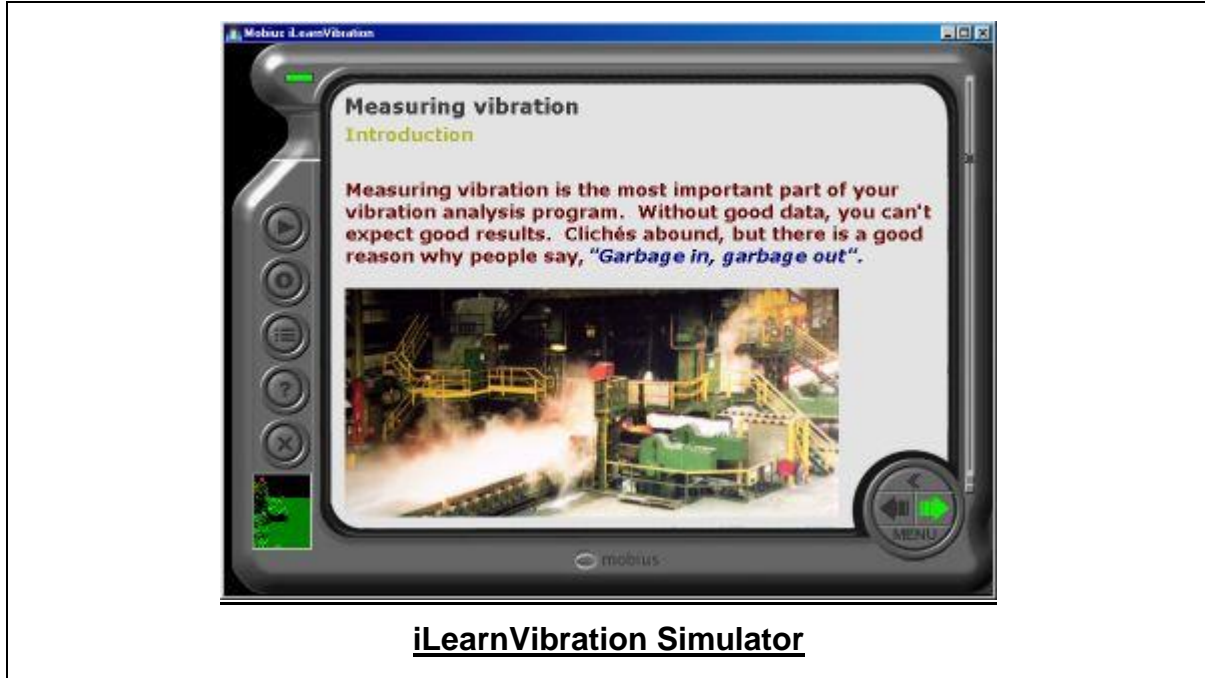 Mobius iLearnVibration
Measuring vibration
Introduction
Measuring vibration is the most important part of your
vibration analysis program.  Without good data, you can't
expect good results.  Clichés abound, but there is a good
reason why people say, "Garbage in, garbage out".
MENU
mobius
iLearnVibration Simulator